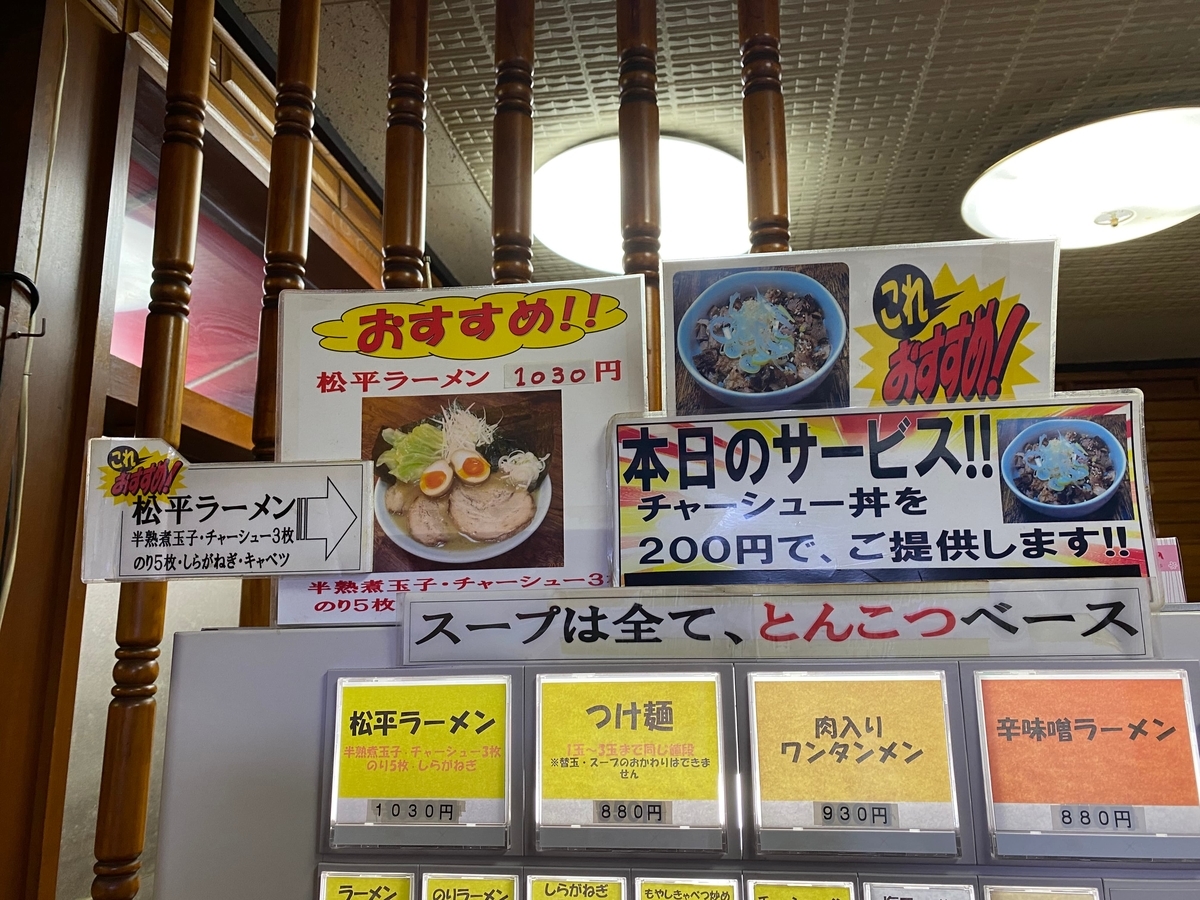 おすすめ!!
松平ラーメン 1030円
半熟煮玉子・チャーシュー3
のり5枚
これ
おすすめ!!
松平ラーメン
半熟煮玉子・チャーシュー3枚
のり5枚・しらがねぎ・キャベツ
これ
おすすめ!
本日のサービス!!
チャーシュー丼を
200円で、ご提供します!!
スープは全て、とんこつベース
松平ラーメン
半熟煮玉子・チャーシュー3枚
のり5枚・しらがねぎ
1030円
つけ麺
1玉~3玉まで同じ値段
※替玉・スープのおかわりはできま
せん
880円
肉入り
ワンタンメン
930円
辛味噌ラーメン
880円
ラーメン
のりラーメン
しらがねぎ
もやしきゃべつ炒め